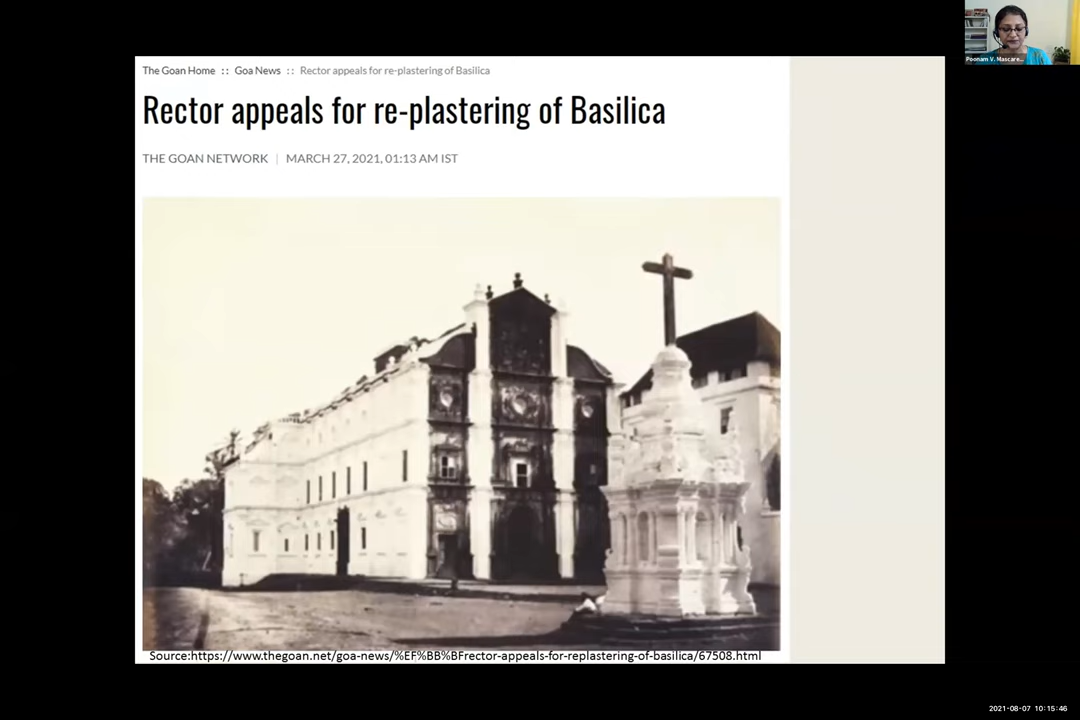 The Goan Home :: Goa News :: Rector appeals for re-plastering of Basilica
Rector appeals for re-plastering of Basilica
THE GOAN NETWORK | MARCH 27, 2021, 01:13 AM IST
Source:https://www.thegoan.net/goa-news/%EF%BB%BFrector-appeals-for-replastering-of-basilica/67508.html
Poonam V. Mascare...
2021-08-07 10:15:46